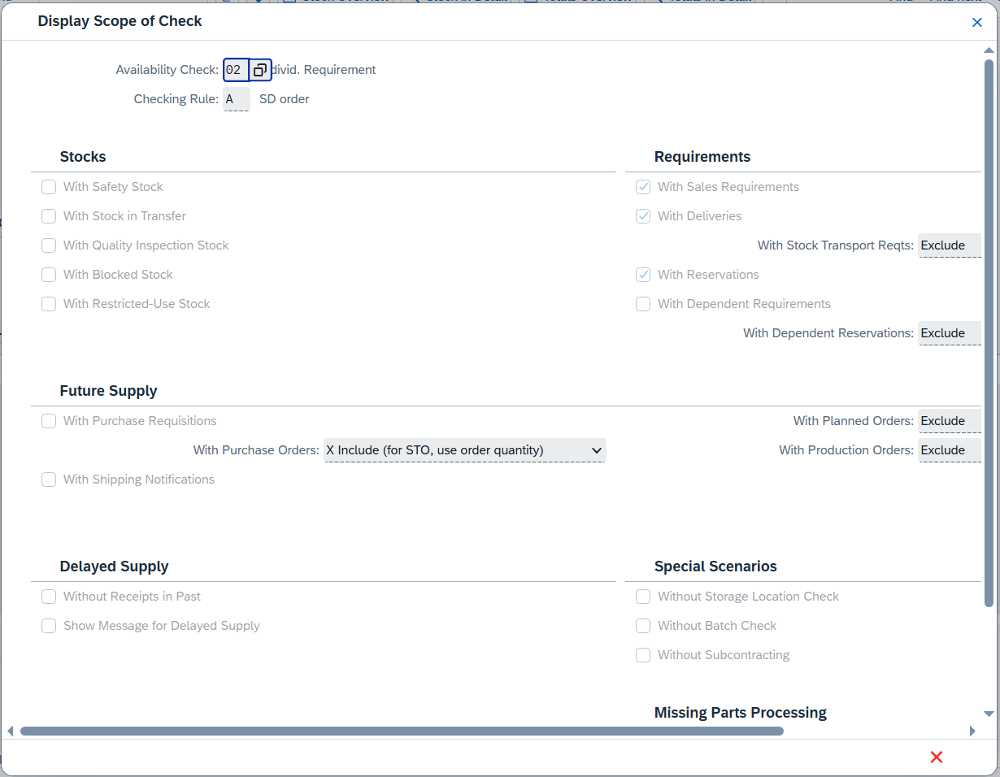 Display Scope of Check
Availability Check: 02 divid. Requirement
Checking Rule: A SD order
Stocks
With Safety Stock
With Stock in Transfer
With Quality Inspection Stock
With Blocked Stock
With Restricted-Use Stock
Requirements
With Sales Requirements
With Deliveries
With Stock Transport Reqts: Exclude
With Reservations
With Dependent Requirements
With Dependent Reservations: Exclude
Future Supply
With Purchase Requisitions
With Purchase Orders: X Include (for STO, use order quantity)
With Shipping Notifications
With Planned Orders: Exclude
With Production Orders: Exclude
Delayed Supply
Without Receipts in Past
Show Message for Delayed Supply
Special Scenarios
Without Storage Location Check
Without Batch Check
Without Subcontracting
Missing Parts Processing